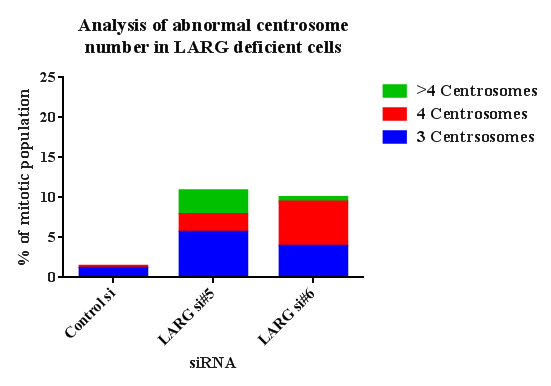 Analysis of abnormal centrosome
number in LARG deficient cells
% of mitotic population
25
20
15
10
5
0
>4 Centrosomes
4 Centrosomes
3 Centrsosomes
Control si
LARG si#5
LARG si#6
siRNA